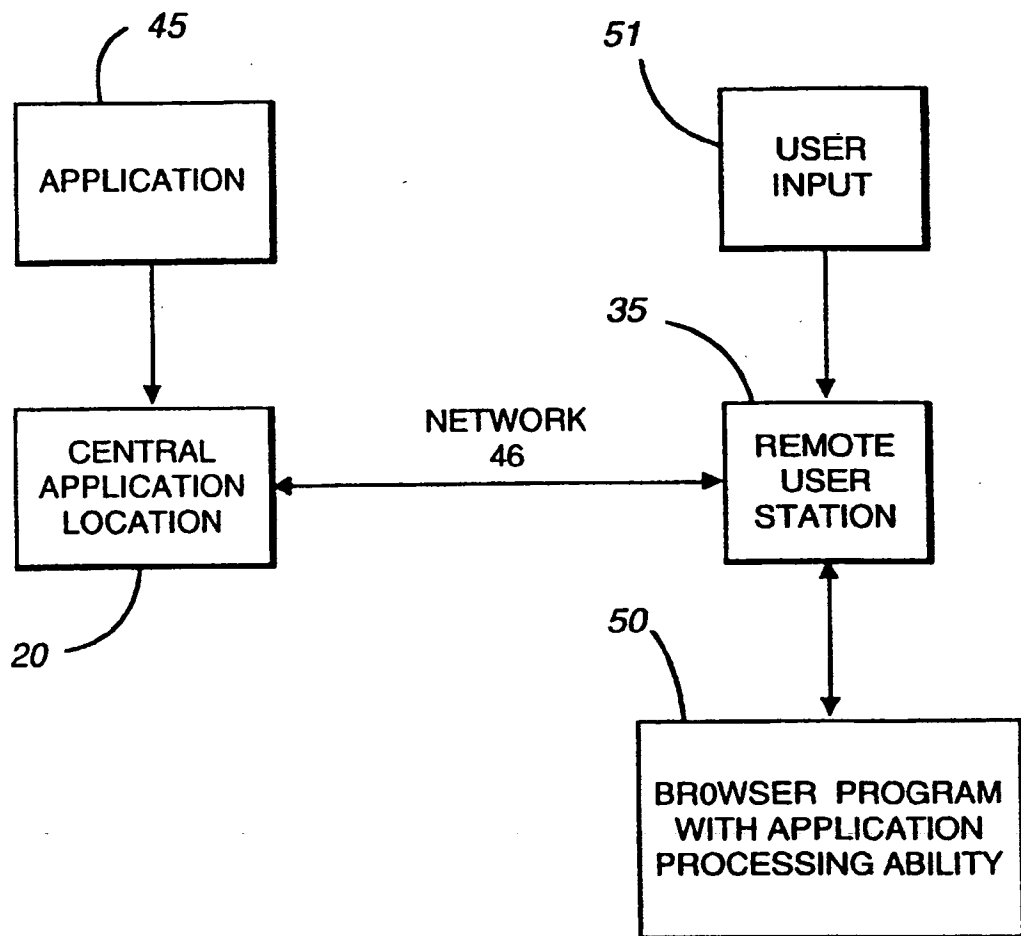 45
51
APPLICATION
USER
INPUT
35
CENTRAL
APPLICATION
LOCATION
NETWORK
46
REMOTE
USER
STATION
20
50
BR0WSER PROGRAM
WITH APPLICATION
PROCESSING ABILITY